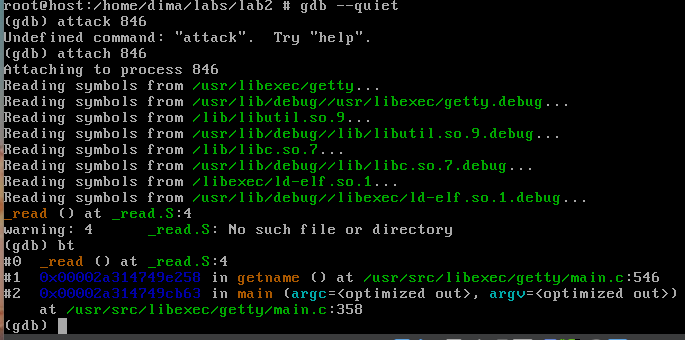 root@host:/home/dima/labs/lab2 # gdb --quiet
(gdb) attack 846
Undefined command: "attack".  Try "help".
(gdb) attach 846
Attaching to process 846
Reading symbols from /usr/libexec/getty...
Reading symbols from /usr/lib/debug//usr/libexec/getty.debug...
Reading symbols from /lib/libutil.so.9...
Reading symbols from /usr/lib/debug//lib/libutil.so.9.debug...
Reading symbols from /lib/libc.so.7...
Reading symbols from /usr/lib/debug//lib/libc.so.7.debug...
Reading symbols from /libexec/ld-elf.so.1...
Reading symbols from /usr/lib/debug//libexec/ld-elf.so.1.debug...
_read () at _read.S:4
warning: 4      _read.S: No such file or directory
(gdb) bt
#0  _read () at _read.S:4
#1  0x00002a314749e258 in getname () at /usr/src/libexec/getty/main.c:546
#2  0x00002a314749cb63 in main (argc=<optimized out>, argv=<optimized out>)
    at /usr/src/libexec/getty/main.c:358
(gdb)